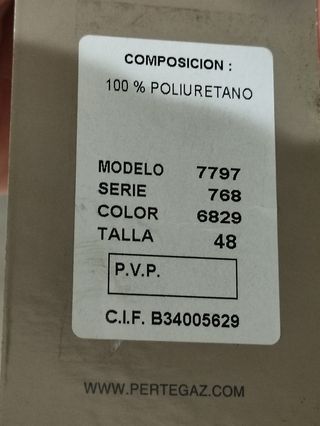 COMPOSICION :
100 % POLIURETANO
MODELO 7797
SERIE 768
COLOR 6829
TALLA 48
P.V.P.
C.I.F. B34005629
WWW.PERTEGAZ.COM